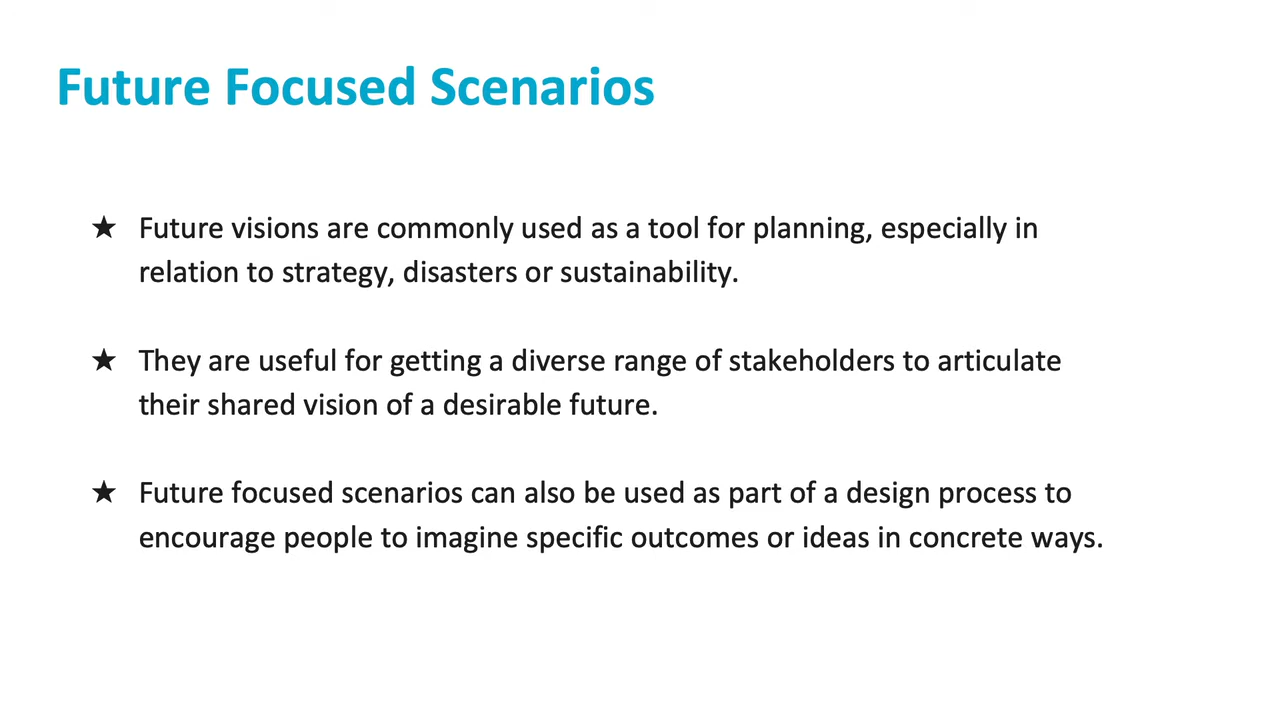 Future Focused Scenarios
★ Future visions are commonly used as a tool for planning, especially in
relation to strategy, disasters or sustainability.
★ They are useful for getting a diverse range of stakeholders to articulate
their shared vision of a desirable future.
★ Future focused scenarios can also be used as part of a design process to
encourage people to imagine specific outcomes or ideas in concrete ways.